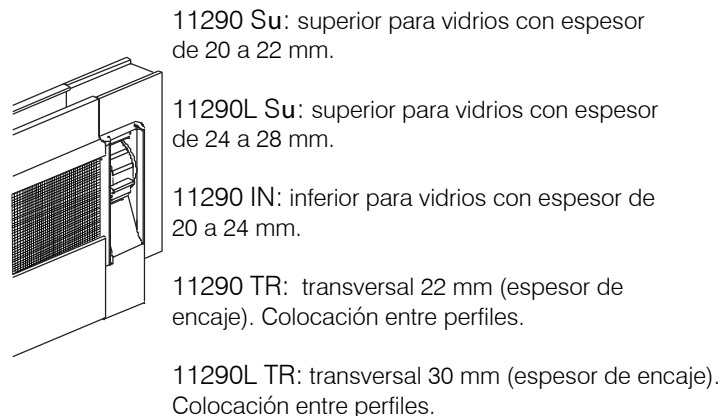 11290 Su: superior para vidrios con espesor
de 20 a 22 mm.
11290L Su: superior para vidrios con espesor
de 24 a 28 mm.
11290 IN: inferior para vidrios con espesor de
20 a 24 mm.
11290 TR: transversal 22 mm (espesor de
encaje). Colocación entre perfiles.
11290L TR: transversal 30 mm (espesor de encaje).
Colocación entre perfiles.